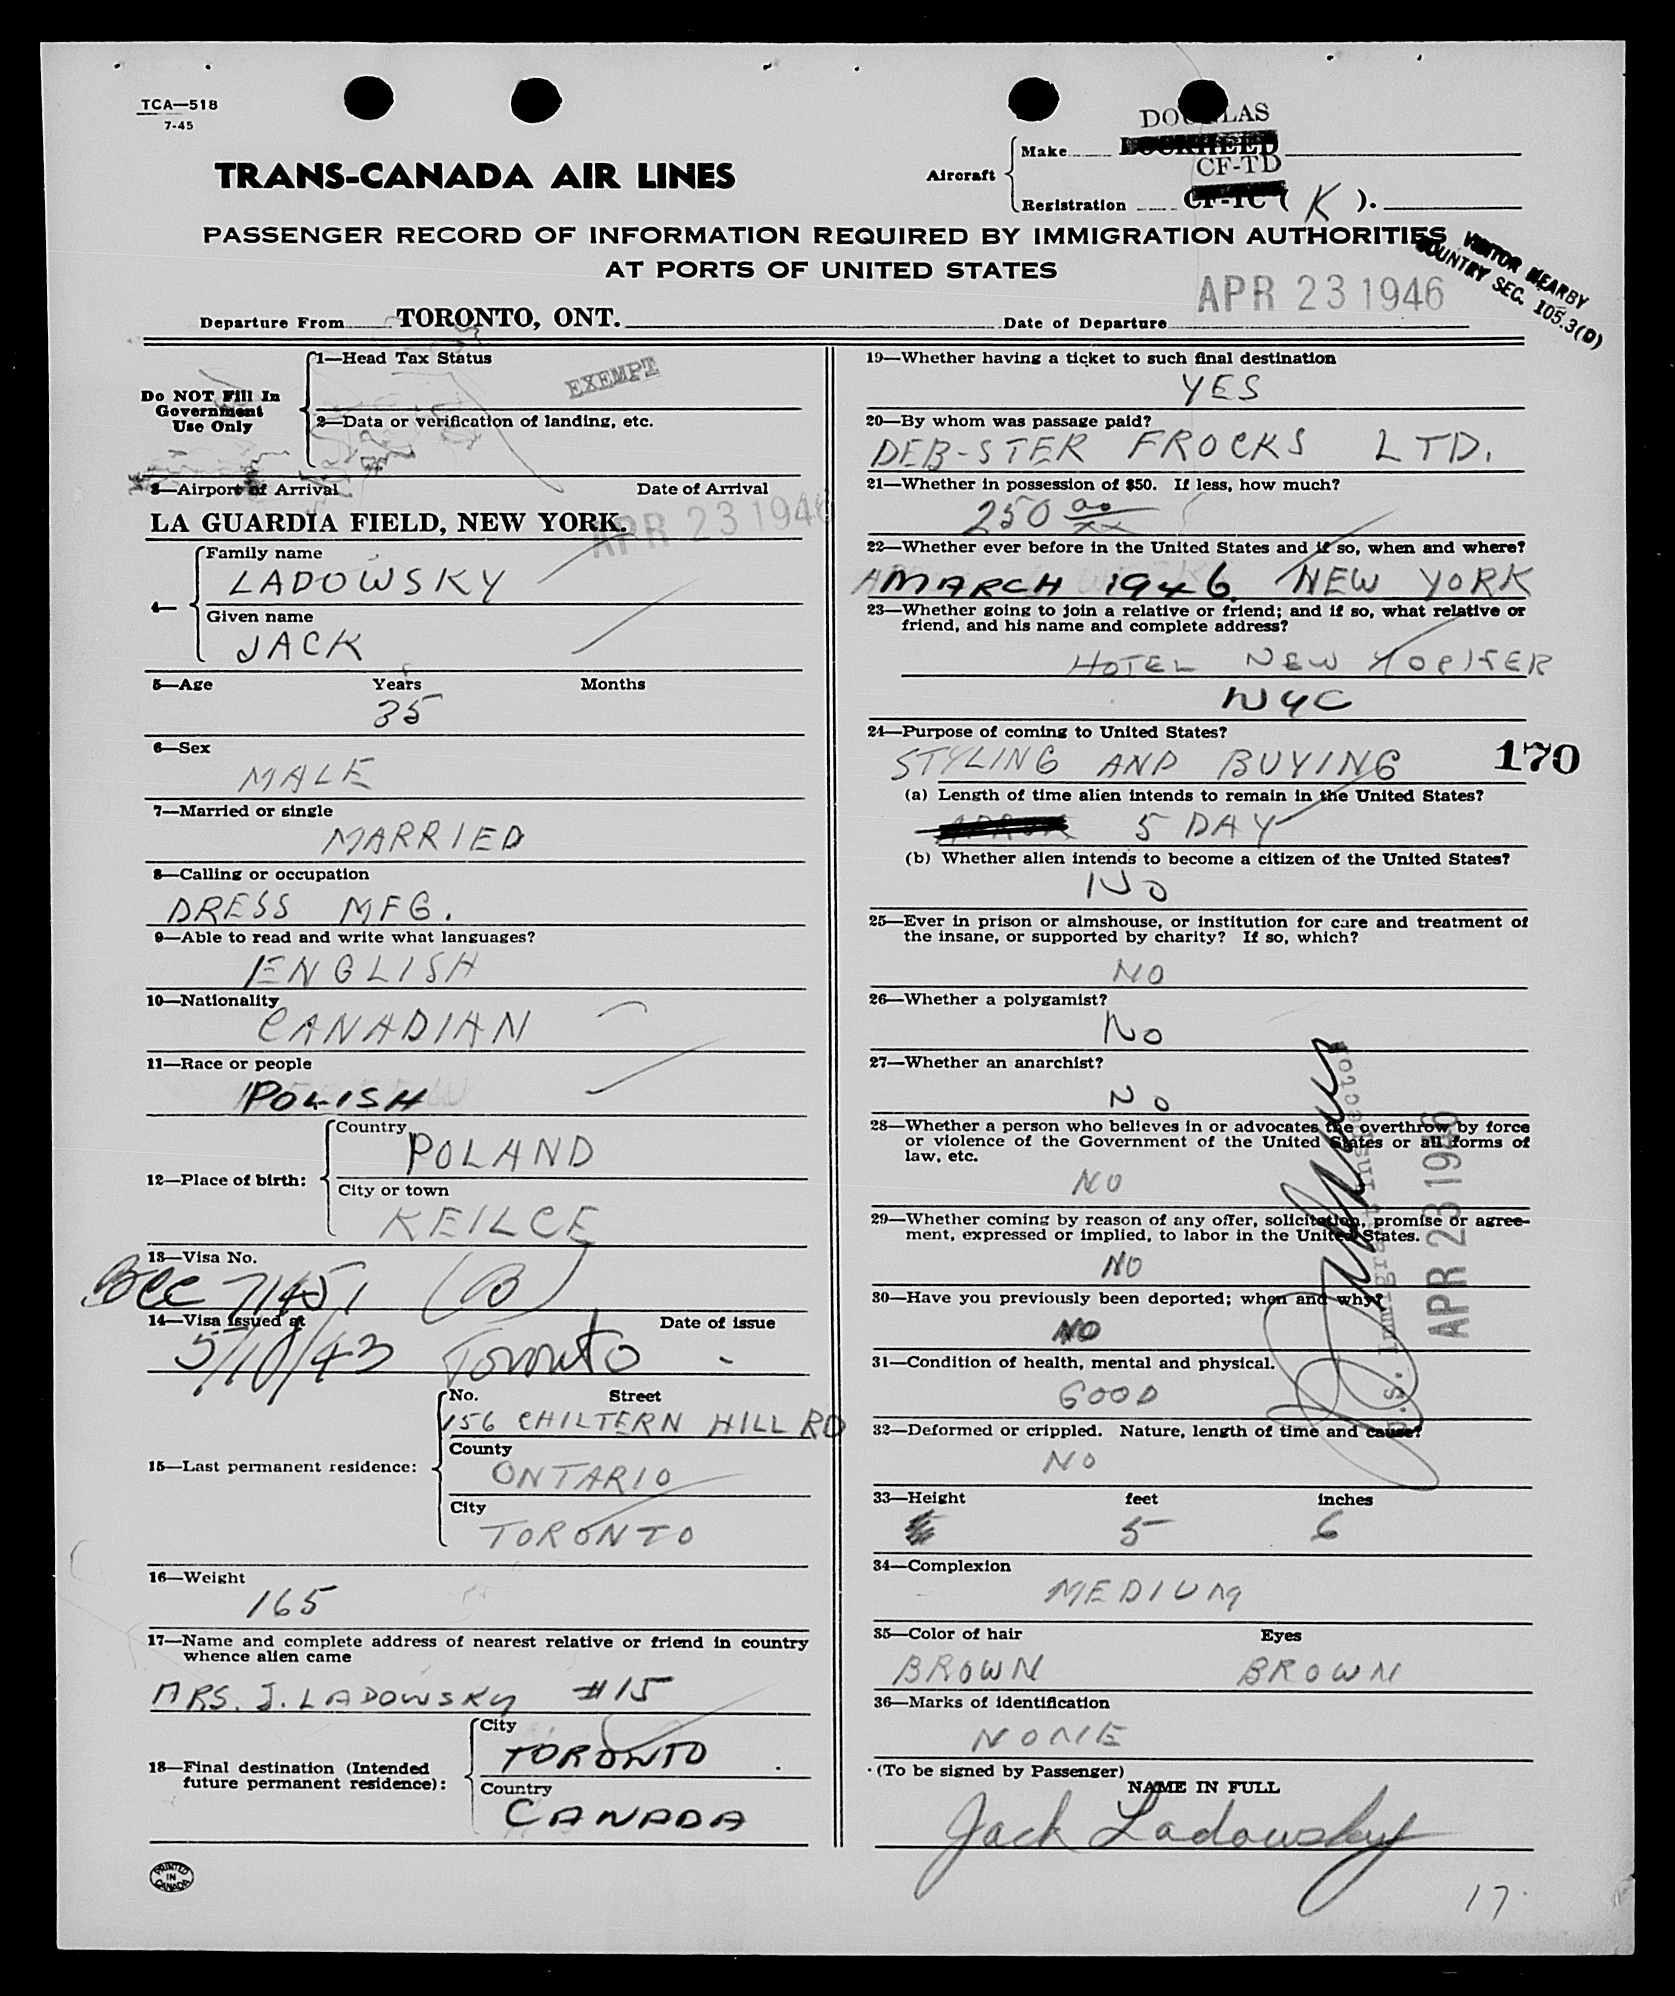 TCA—518
7-45
TRANS-CANADA AIR LINES
Aircraft
Make
DOUGLAS
LOCKHEED
CF-TD
Registration CF-TC ( K ).
PASSENGER RECORD OF INFORMATION REQUIRED BY IMMIGRATION AUTHORITIES
AT PORTS OF UNITED STATES
VISITOR NEARBY
COUNTRY SEC. 105.3(D)
Departure From TORONTO, ONT.
Date of Departure APR 23 1946
Do NOT Fill In
Government
Use Only
1—Head Tax Status
EXEMPT
2—Data or verification of landing, etc.
3—Airport of Arrival Date of Arrival
LA GUARDIA FIELD, NEW YORK. APR 23 1946
4—
Family name
LADOWSKY
Given name
JACK
5—Age Years Months
35
6—Sex
MALE
7—Married or single
MARRIED
8—Calling or occupation
DRESS MFG.
9—Able to read and write what languages?
ENGLISH
10—Nationality
CANADIAN
11—Race or people
POLISH
12—Place of birth:
Country
POLAND
City or town
KEILCE
13—Visa No.
BCC 71451 (B)
14—Visa issued at Date of issue
5/10/43 Toronto -
15—Last permanent residence:
No. Street
156 CHILTERN HILL RD
County
ONTARIO
City
TORONTO
16—Weight
165
17—Name and complete address of nearest relative or friend in country
whence alien came
MRS. J. LADOWSKY #15
18—Final destination (Intended
future permanent residence):
City
TORONTO
Country
CANADA
PRINTED
IN
CANADA
19—Whether having a ticket to such final destination
YES
20—By whom was passage paid?
DEB-STER FROCKS LTD.
21—Whether in possession of $50. If less, how much?
250 00/xx
22—Whether ever before in the United States and if so, when and where?
MARCH 1946 NEW YORK
23—Whether going to join a relative or friend; and if so, what relative or
friend, and his name and complete address?
HOTEL NEW YORKER
NYC
24—Purpose of coming to United States?
STYLING AND BUYING
170
(a) Length of time alien intends to remain in the United States?
5 DAY
(b) Whether alien intends to become a citizen of the United States?
NO
25—Ever in prison or almshouse, or institution for care and treatment of
the insane, or supported by charity? If so, which?
NO
26—Whether a polygamist?
NO
27—Whether an anarchist?
NO
28—Whether a person who believes in or advocates the overthrow by force
or violence of the Government of the United States or all forms of
law, etc.
NO
29—Whether coming by reason of any offer, solicitation, promise or agree-
ment, expressed or implied, to labor in the United States.
NO
30—Have you previously been deported; when and why?
NO
31—Condition of health, mental and physical.
GOOD
32—Deformed or crippled. Nature, length of time and cause?
NO
U.S. Immigrant Inspector
APR 23 1946
33—Height feet inches
5 6
34—Complexion
MEDIUM
35—Color of hair Eyes
BROWN BROWN
36—Marks of identification
NONE
(To be signed by Passenger)
NAME IN FULL
Jack Ladowsky
17